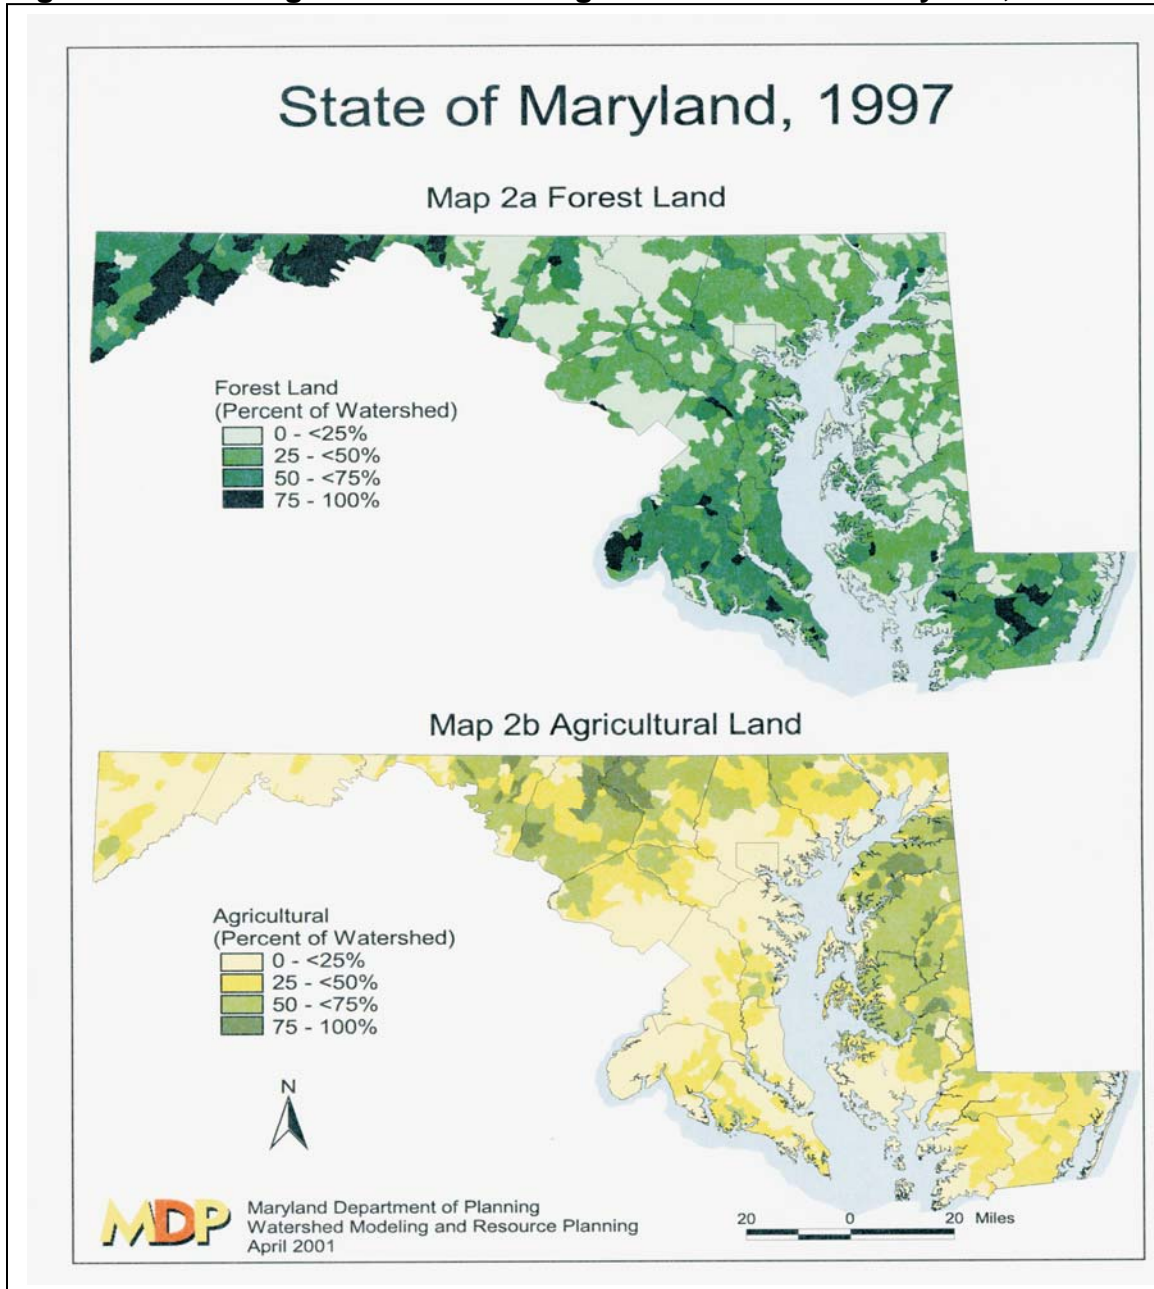 State of Maryland, 1997
Map 2a Forest Land
Forest Land
(Percent of Watershed)
0 - <25%
25 - <50%
50 - <75%
75 - 100%
Map 2b Agricultural Land
Agricultural
(Percent of Watershed)
0 - <25%
25 - <50%
50 - <75%
75 - 100%
N
MDP
Maryland Department of Planning
Watershed Modeling and Resource Planning
April 2001
20 0 20 Miles